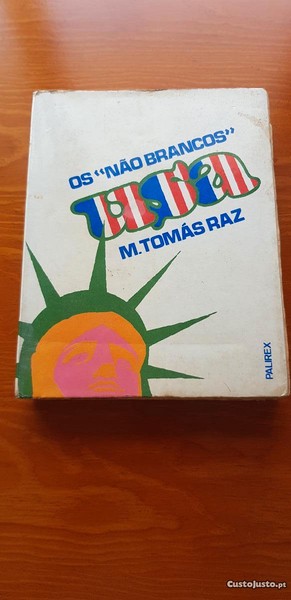 OS "NÃO BRANCOS"
usa
M. TOMÁS RAZ
PALIREX
CustoJusto.pt